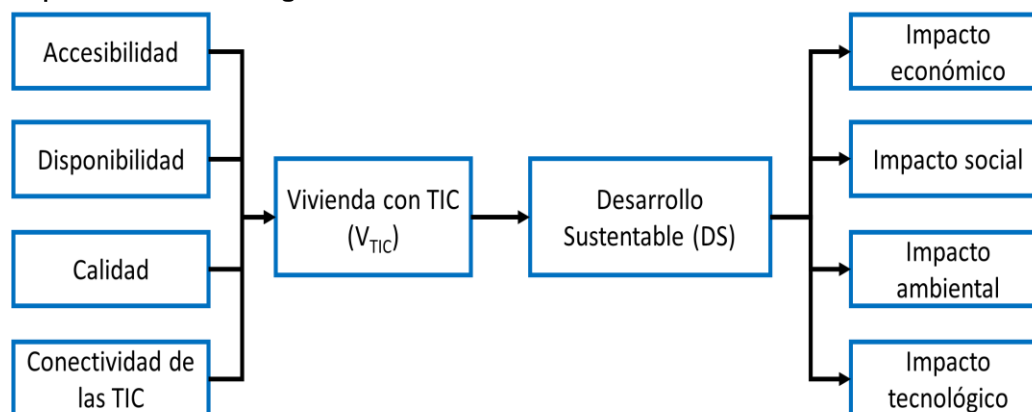 Accesibilidad
Disponibilidad
Calidad
Conectividad de
las TIC
Vivienda con TIC
(VTIC)
Desarrollo
Sustentable (DS)
Impacto
económico
Impacto social
Impacto
ambiental
Impacto
tecnológico